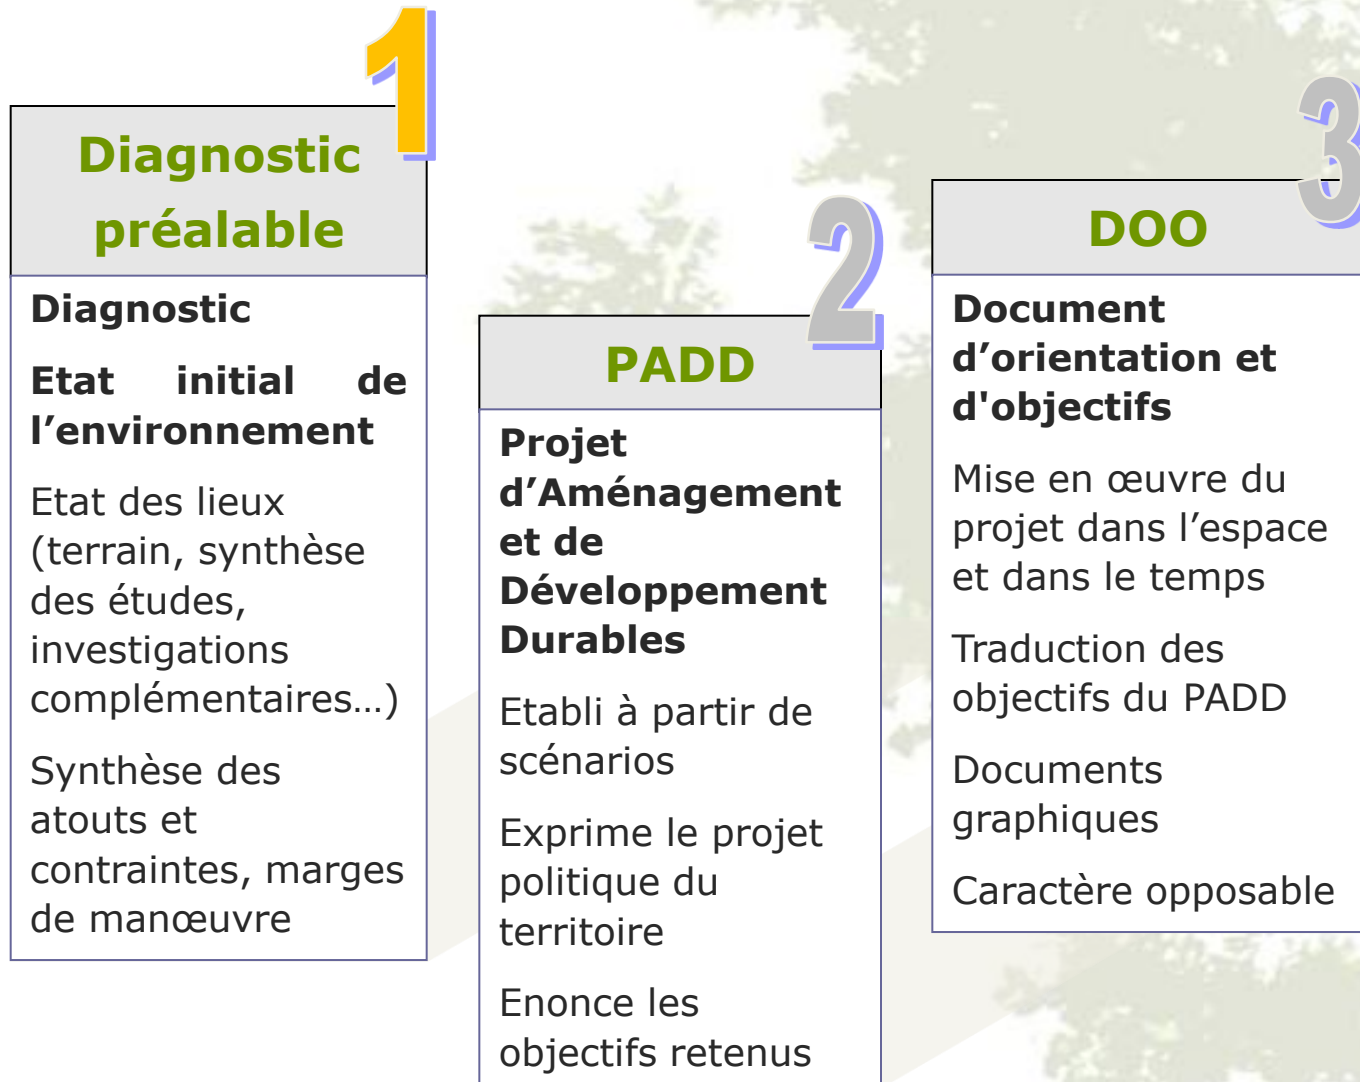 1
Diagnostic
préalable
Diagnostic
Etat initial de
l’environnement
Etat des lieux
(terrain, synthèse
des études,
investigations
complémentaires…)
Synthèse des
atouts et
contraintes, marges
de manœuvre
2
PADD
Projet
d’Aménagement
et de
Développement
Durables
Etabli à partir de
scénarios
Exprime le projet
politique du
territoire
Enonce les
objectifs retenus
3
DOO
Document
d’orientation et
d'objectifs
Mise en œuvre du
projet dans l’espace
et dans le temps
Traduction des
objectifs du PADD
Documents
graphiques
Caractère opposable